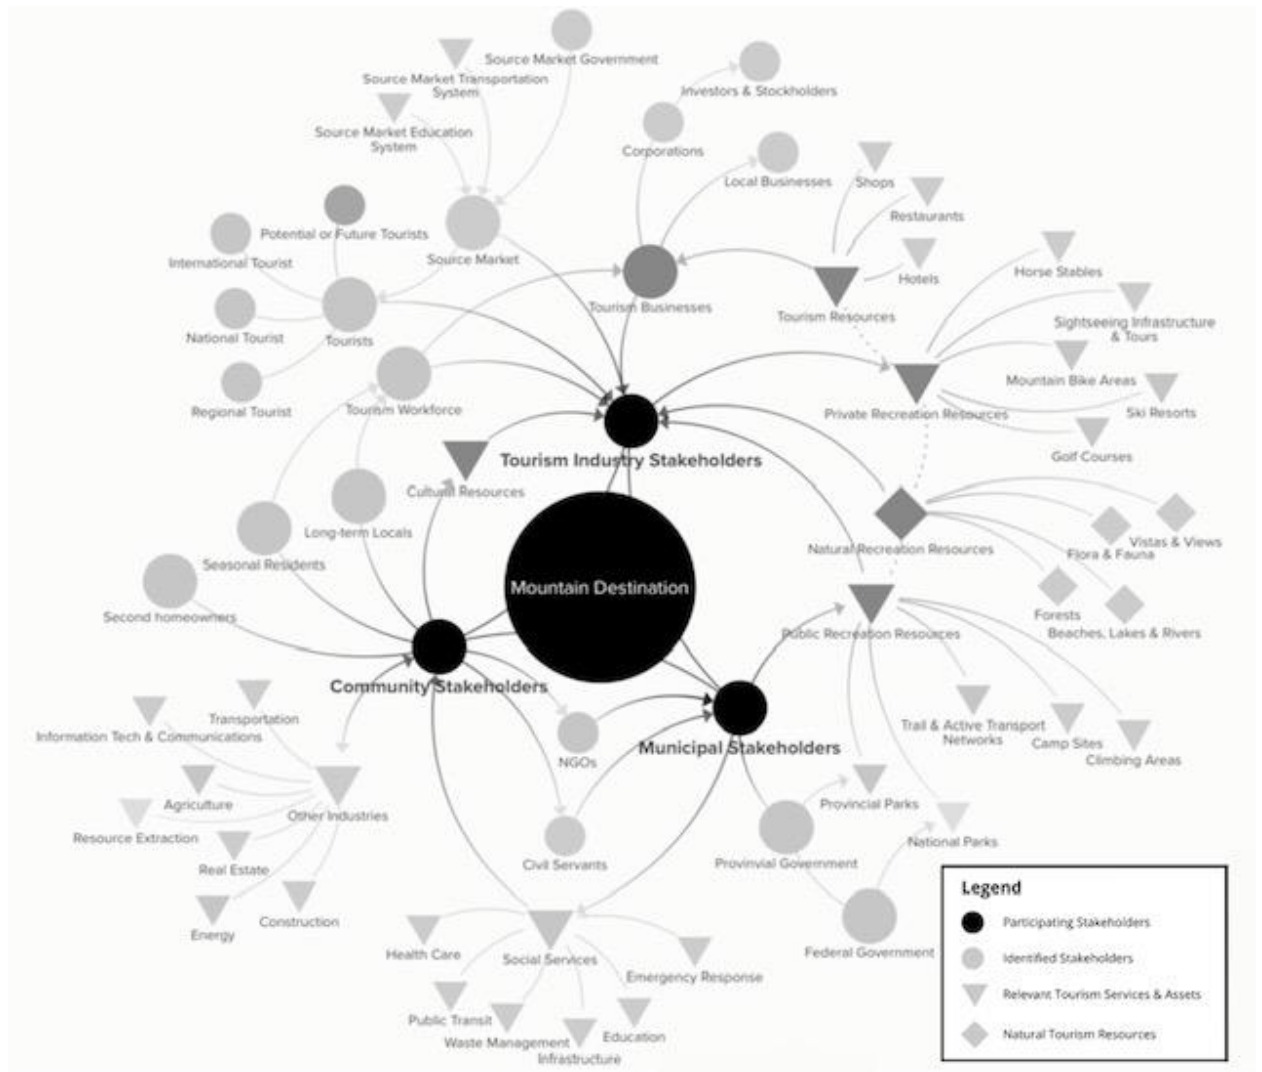 Source Market Government
Source Market Transportation
System
Investors & Stockholders
Source Market Education
System
Corporations
Local Businesses
Shops
Restaurants
Potential or Future Tourists
International Tourist
Source Market
Hotels
Horse Stables
Tourism Businesses
Tourism Resources
Sightseeing Infrastructure
& Tours
National Tourist
Tourists
Mountain Bike Areas
Regional Tourist
Tourism Workforce
Private Recreation Resources
Ski Resorts
Golf Courses
Tourism Industry Stakeholders
Cultural Resources
Long-term Locals
Natural Recreation Resources
Vistas & Views
Flora & Fauna
Seasonal Residents
Mountain Destination
Second homeowners
Forests
Beaches, Lakes & Rivers
Public Recreation Resources
Community Stakeholders
Transportation
Information Tech & Communications
Municipal Stakeholders
NGOs
Trail & Active Transport
Networks
Camp Sites
Climbing Areas
Agriculture
Other Industries
Provincial Parks
Resource Extraction
National Parks
Real Estate
Civil Servants
Provinvial Government
Energy
Construction
Health Care
Social Services
Federal Government
Emergency Response
Public Transit
Waste Management
Education
Infrastructure
Legend
Participating Stakeholders
Identified Stakeholders
Relevant Tourism Services & Assets
Natural Tourism Resources